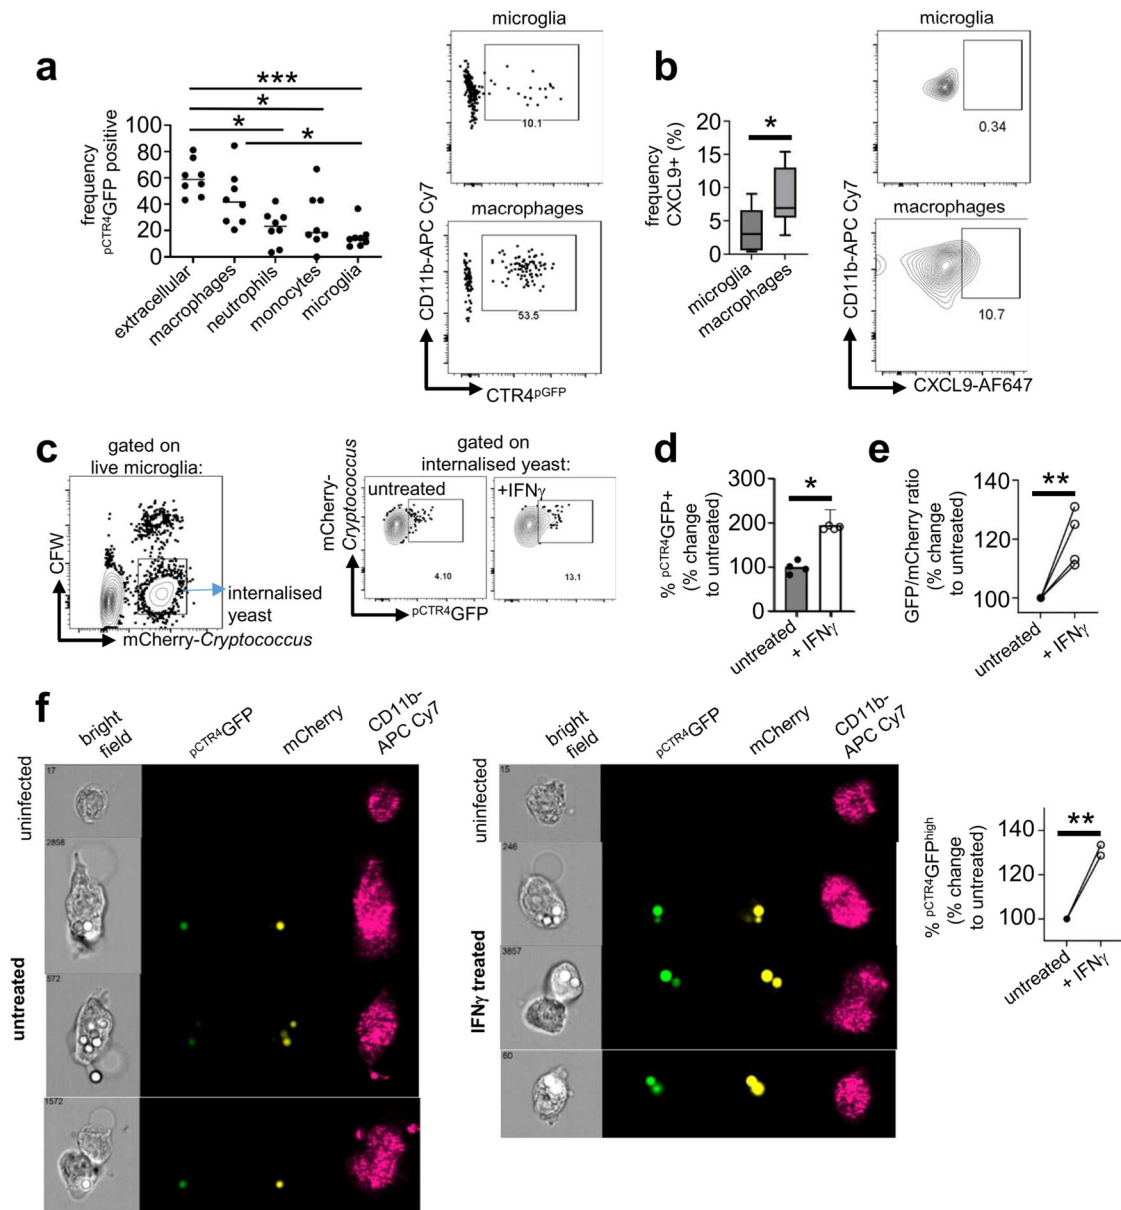 a
***
*
*
*
frequency
pCTR4GFP positive
100
80
60
40
20
0
extracellular
macrophages
neutrophils
monocytes
microglia
microglia
10.1
macrophages
53.5
CD11b-APC Cy7
CTR4pGFP
b
*
frequency
CXCL9+ (%)
20
15
10
5
0
microglia
macrophages
microglia
0.34
macrophages
10.7
CD11b-APC Cy7
CXCL9-AF647
c
gated on
live microglia:
CFW
mCherry-Cryptococcus
internalised
yeast
gated on
internalised yeast:
mCherry-
Cryptococcus
untreated
4.10
+IFNγ
13.1
pCTR4GFP
d
*
% pCTR4GFP+
(% change
to untreated)
300
200
100
0
untreated
+ IFNγ
e
**
GFP/mCherry ratio
(% change
to untreated)
140
120
100
untreated
+ IFNγ
f
bright
field
pCTR4GFP
mCherry
CD11b-
APC Cy7
uninfected
untreated
17
2858
572
1572
bright
field
pCTR4GFP
mCherry
CD11b-
APC Cy7
uninfected
IFNγ treated
15
246
3857
60
**
% pCTR4GFPhigh
(% change
to untreated)
140
120
100
untreated
+ IFNγ